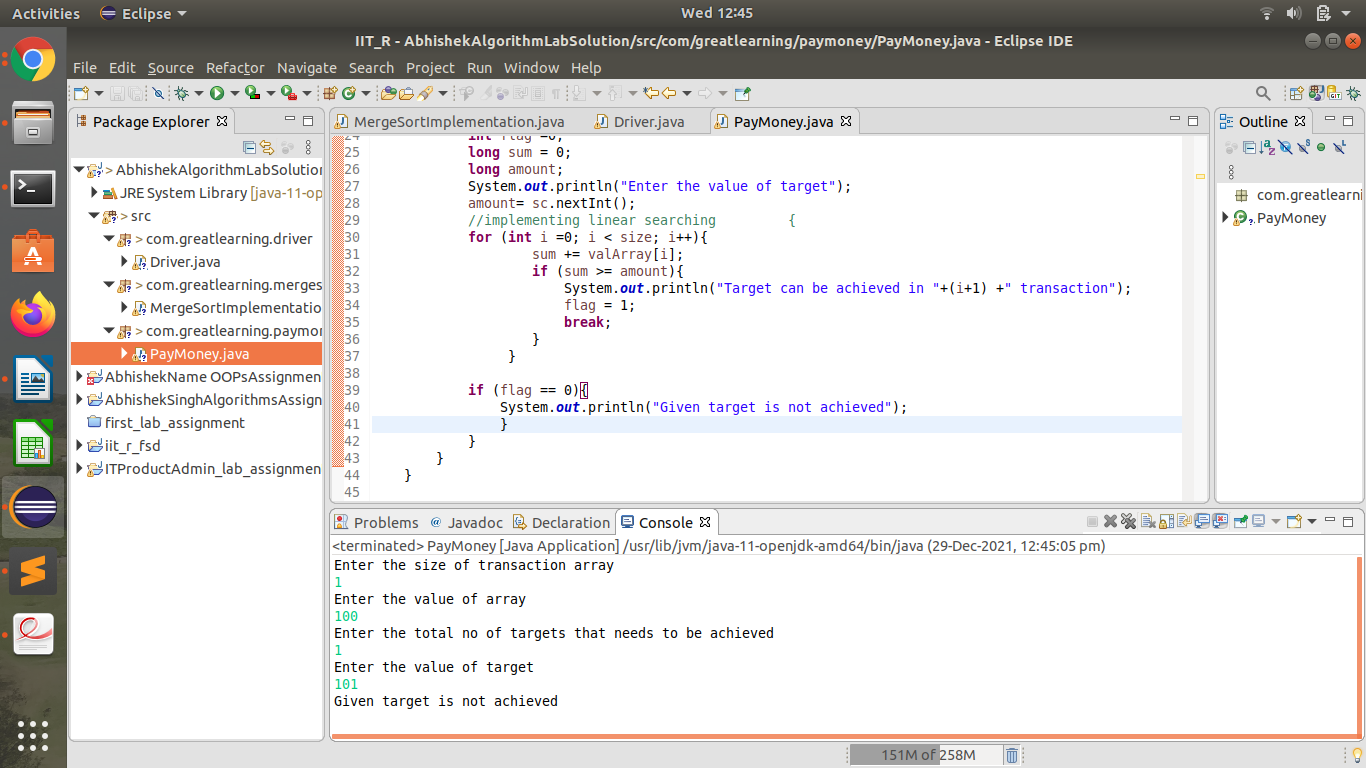 Activities
Eclipse
Wed 12:45
IIT_R - AbhishekAlgorithmLabSolution/src/com/greatlearning/paymoney/PayMoney.java - Eclipse IDE
File Edit Source Refactor Navigate Search Project Run Window Help
Package Explorer
> AbhishekAlgorithmLabSolution
JRE System Library [java-11-op
> src
> com.greatlearning.driver
Driver.java
> com.greatlearning.merges
MergeSortImplementatio
> com.greatlearning.paymor
PayMoney.java
AbhishekName OOPsAssignmen
AbhishekSinghAlgorithmsAssign
first_lab_assignment
iit_r_fsd
ITProductAdmin_lab_assignmen
MergeSortImplementation.java Driver.java PayMoney.java
24 int flag =0;
25 long sum = 0;
26 long amount;
27 System.out.println("Enter the value of target");
28 amount= sc.nextInt();
29 //implementing linear searching {
30 for (int i =0; i < size; i++){
31 sum += valArray[i];
32 if (sum >= amount){
33 System.out.println("Target can be achieved in "+(i+1) +" transaction");
34 flag = 1;
35 break;
36 }
37 }
38
39 if (flag == 0){
40 System.out.println("Given target is not achieved");
41 }
42 }
43 }
44 }
45
Outline
com.greatlearni
PayMoney
Problems @ Javadoc Declaration Console
<terminated> PayMoney [Java Application] /usr/lib/jvm/java-11-openjdk-amd64/bin/java (29-Dec-2021, 12:45:05 pm)
Enter the size of transaction array
1
Enter the value of array
100
Enter the total no of targets that needs to be achieved
1
Enter the value of target
101
Given target is not achieved
151M of 258M